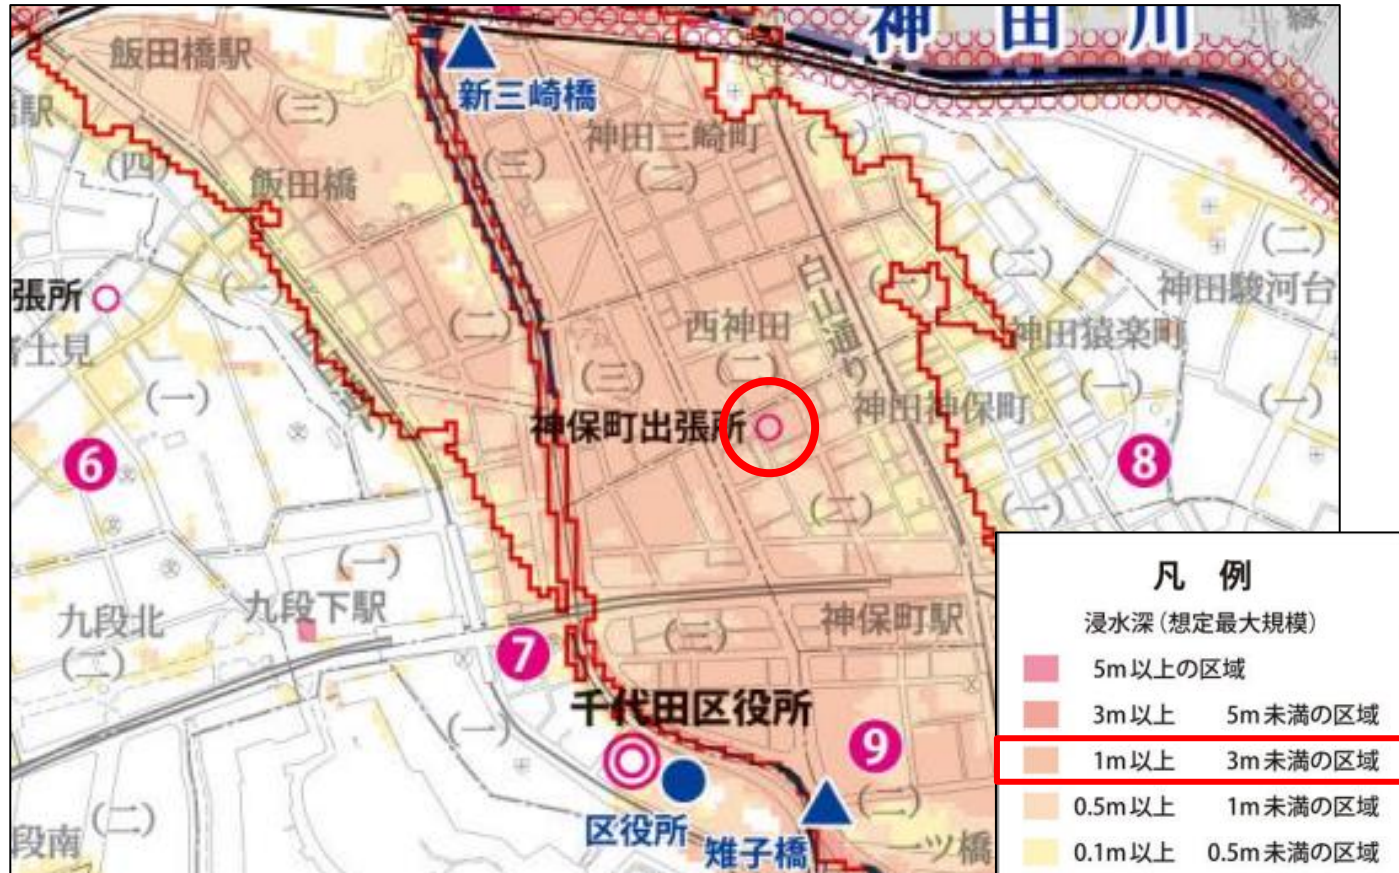 神田川
飯田橋駅
新三崎橋
(三)
神田三崎町
(一)
駅
(四)
飯田橋
(三)
(二)
(二)
(二)
白山通り
(一)
神田駿河台
張所
(一)
(二)
西神田
神田猿楽町
士見
(二)
(一)
(三)
(一)
(一)
神田神保町
神保町出張所
6
8
(二)
(一)
(一)
九段北
九段下駅
(三)
神保町駅
(二)
7
千代田区役所
(一)
9
(二)
(二)
段南
区役所
雉子橋
一ツ橋
凡 例
浸水深(想定最大規模)
5m以上の区域
3m以上 5m未満の区域
1m以上 3m未満の区域
0.5m以上 1m未満の区域
0.1m以上 0.5m未満の区域